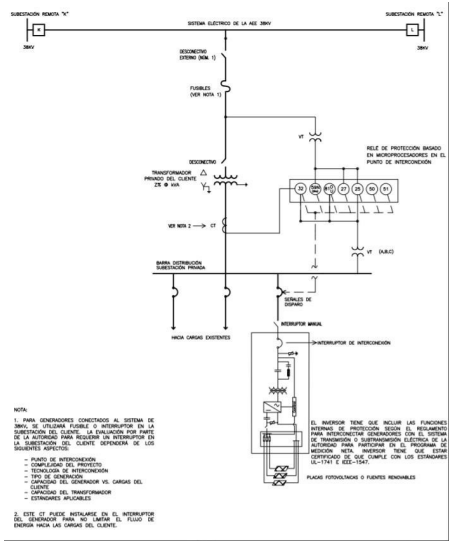 SUBESTACIÓN REMOTA "K"
SISTEMA ELÉCTRICO DE LA AEE 38KV
SUBESTACIÓN REMOTA "L"
K
L
38KV
38KV
DESCONECTIVO
EXTERNO (NÚM. 1)
FUSIBLES
(VER NOTA 1)
VT
RELÉ DE PROTECCIÓN BASADO
EN MICROPROCESADORES EN EL
PUNTO DE INTERCONEXIÓN
DESCONECTIVO
TRANSFORMADOR
PRIVADO DEL CLIENTE
Z% @ kVA
32
27
25
50
51
VER NOTA 2
CT
VT (A,B,C)
BARRA DISTRIBUCIÓN
SUBESTACIÓN PRIVADA
SEÑALES DE
DISPARO
INTERRUPTOR MANUAL
HACIA CARGAS EXISTENTES
INTERRUPTOR DE INTERCONEXIÓN
NOTA:
1. PARA GENERADORES CONECTADOS AL SISTEMA DE
38KV, SE UTILIZARÁ FUSIBLE O INTERRUPTOR EN LA
SUBESTACIÓN DEL CLIENTE. LA EVALUACIÓN POR PARTE
DE LA AUTORIDAD PARA REQUERIR UN INTERRUPTOR EN
LA SUBESTACIÓN DEL CLIENTE DEPENDERÁ DE LOS
SIGUIENTES ASPECTOS:
– PUNTO DE INTERCONEXIÓN
– COMPLEJIDAD DEL PROYECTO
– TECNOLOGÍA DE INTERCONEXIÓN
– TIPO DE GENERACIÓN
– CAPACIDAD DEL GENERADOR VS. CARGAS DEL
CLIENTE
– CAPACIDAD DEL TRANSFORMADOR
– ESTÁNDARES APLICABLES
2. ESTE CT PUEDE INSTALARSE EN EL INTERRUPTOR
DEL GENERADOR PARA NO LIMITAR EL FLUJO DE
ENERGÍA HACIA LAS CARGAS DEL CLIENTE.
EL INVERSOR TIENE QUE INCLUIR LAS FUNCIONES
INTERNAS DE PROTECCIÓN SEGÚN EL REGLAMENTO
PARA INTERCONECTAR GENERADORES CON EL SISTEMA
DE TRANSMISIÓN O SUBTRANSMISIÓN ELÉCTRICA DE LA
AUTORIDAD PARA PARTICIPAR EN EL PROGRAMA DE
MEDICIÓN NETA. INVERSOR TIENE QUE ESTAR
CERTIFICADO DE QUE CUMPLE CON LOS ESTÁNDARES
UL–1741 E IEEE–1547.
PLACAS FOTOVOLTAICAS O FUENTES RENOVABLES